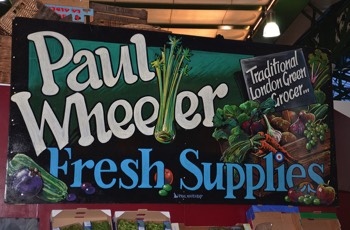 Paul
Wheeler
Traditional
London Green
Grocer...
Fresh Supplies